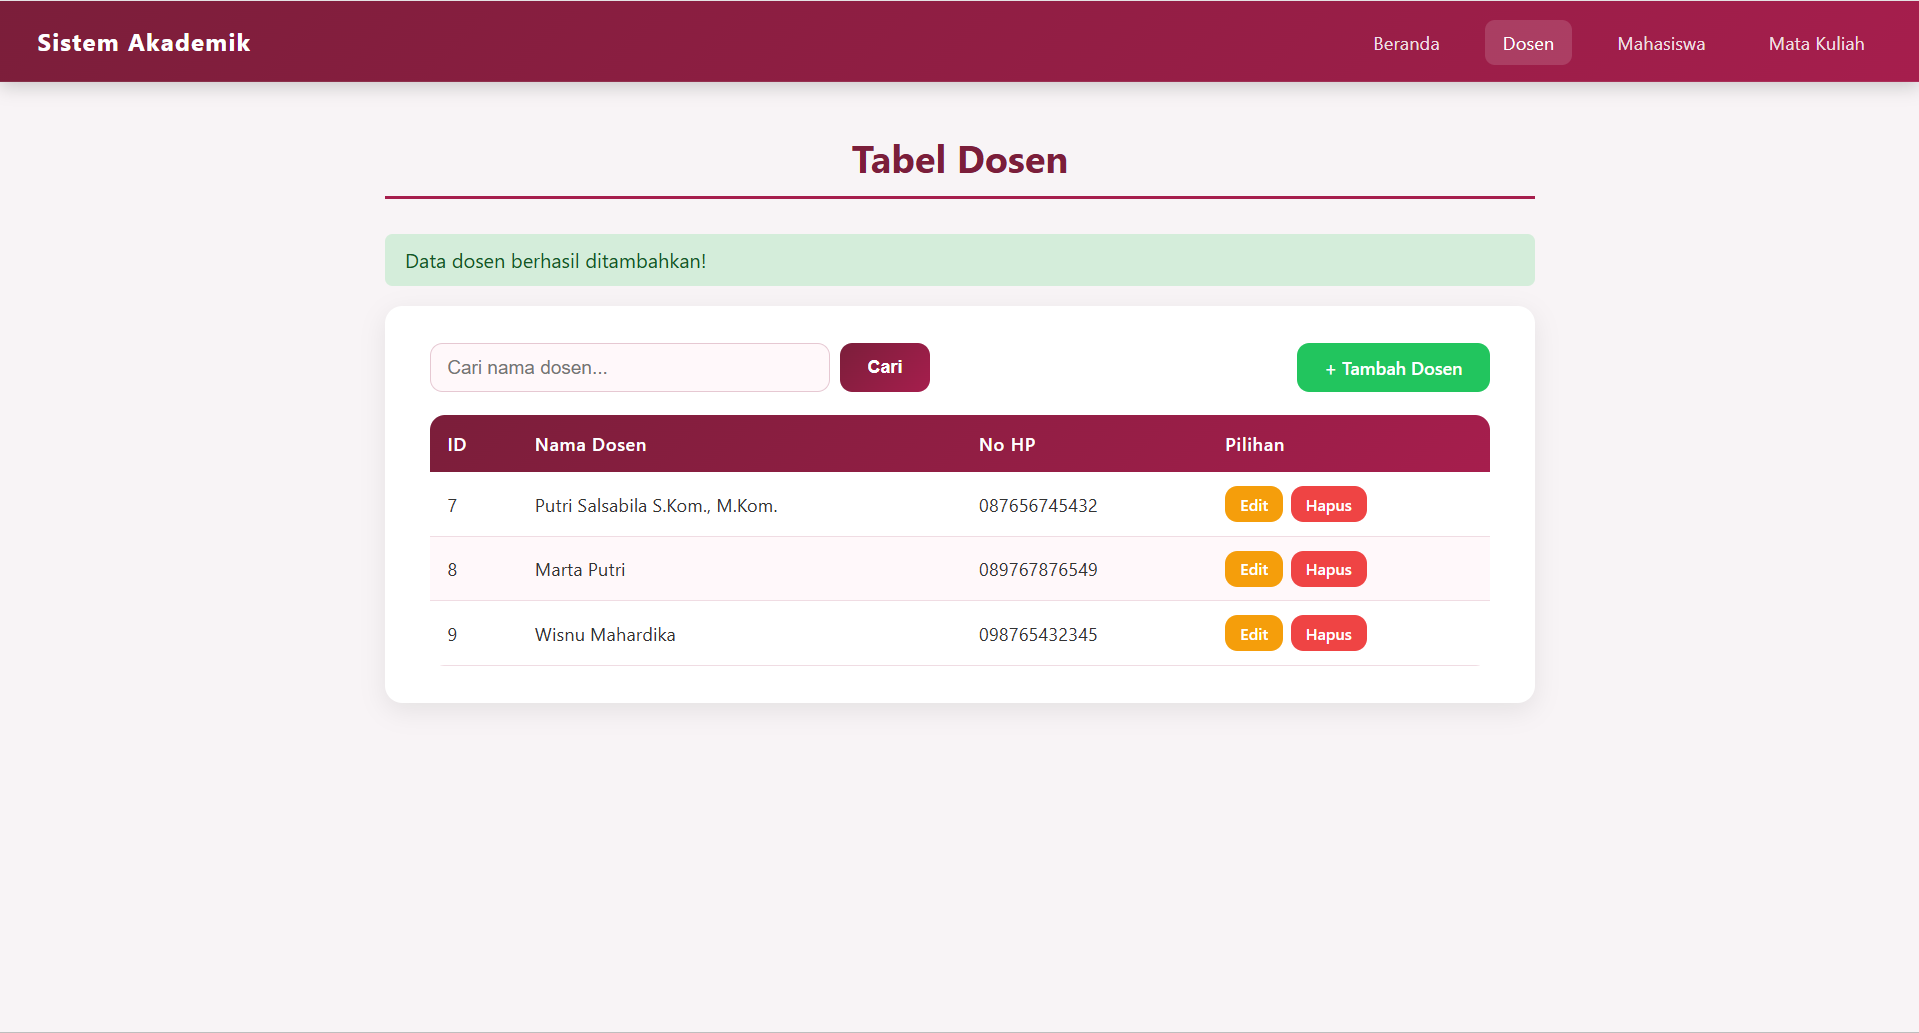 Sistem Akademik Beranda Dosen Mahasiswa Mata Kuliah
Tabel Dosen
Data dosen berhasil ditambahkan!
Cari nama dosen... Cari + Tambah Dosen
ID Nama Dosen No HP Pilihan
7 Putri Salsabila S.Kom., M.Kom. 087656745432 Edit Hapus
8 Marta Putri 089767876549 Edit Hapus
9 Wisnu Mahardika 098765432345 Edit Hapus